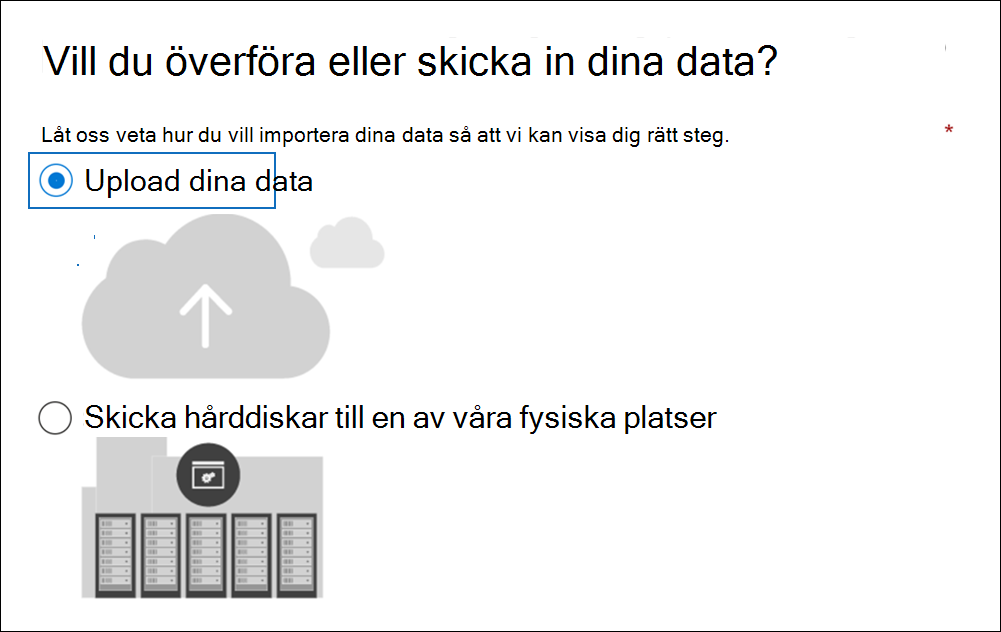 Vill du överföra eller skicka in dina data?
Låt oss veta hur du vill importera dina data så att vi kan visa dig rätt steg. *
Upload dina data
Skicka hårddiskar till en av våra fysiska platser